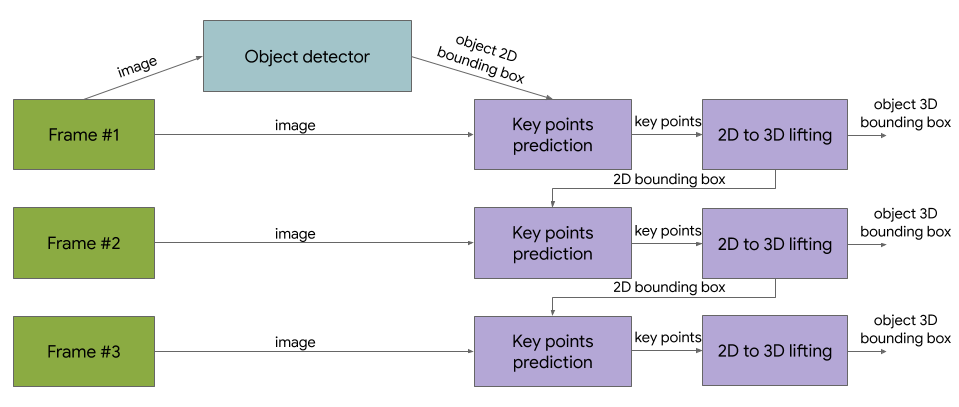 object 2D
bounding box
image
Object detector
object 3D
bounding box
Frame #1
image
Key points
prediction
key points
2D to 3D lifting
2D bounding box
object 3D
bounding box
Frame #2
image
Key points
prediction
key points
2D to 3D lifting
2D bounding box
object 3D
bounding box
Frame #3
image
Key points
prediction
key points
2D to 3D lifting